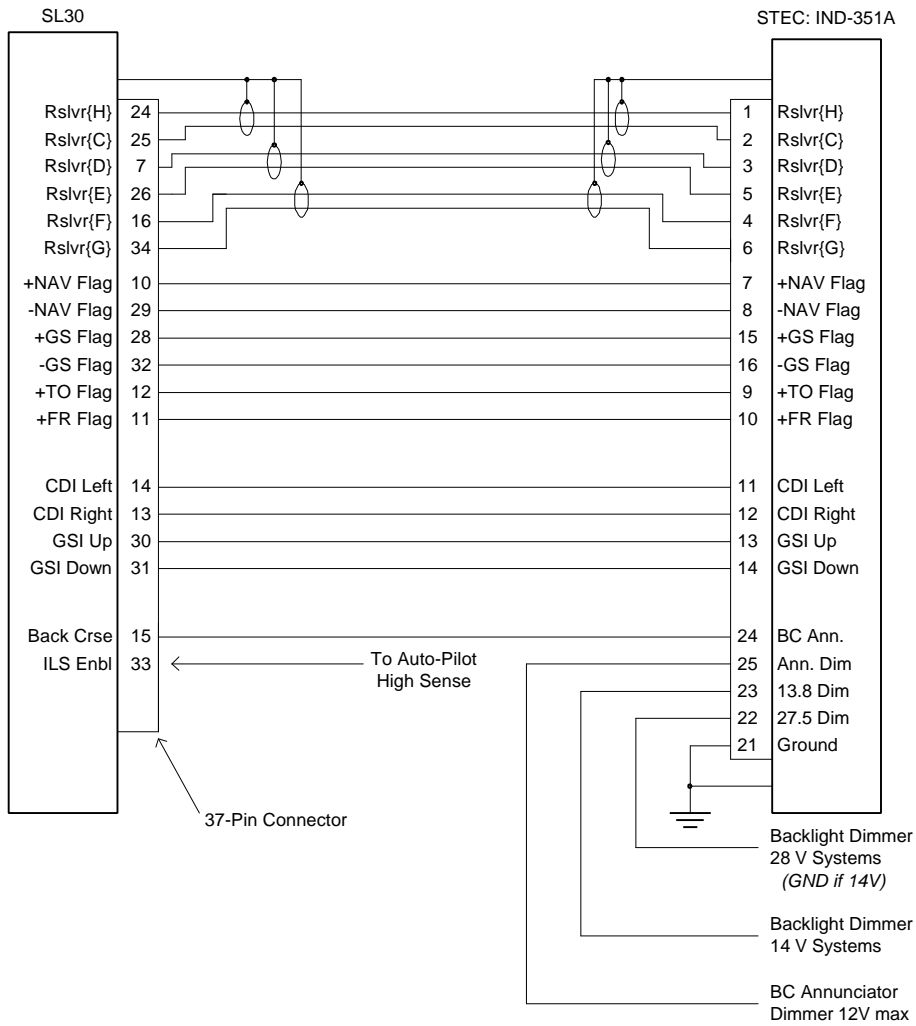 SL30
STEC: IND-351A
Rslvr{H} 24 1 Rslvr{H}
Rslvr{C} 25 2 Rslvr{C}
Rslvr{D} 7 3 Rslvr{D}
Rslvr{E} 26 5 Rslvr{E}
Rslvr{F} 16 4 Rslvr{F}
Rslvr{G} 34 6 Rslvr{G}
+NAV Flag 10 7 +NAV Flag
-NAV Flag 29 8 -NAV Flag
+GS Flag 28 15 +GS Flag
-GS Flag 32 16 -GS Flag
+TO Flag 12 9 +TO Flag
+FR Flag 11 10 +FR Flag
CDI Left 14 11 CDI Left
CDI Right 13 12 CDI Right
GSI Up 30 13 GSI Up
GSI Down 31 14 GSI Down
Back Crse 15 24 BC Ann.
ILS Enbl 33 To Auto-Pilot 25 Ann. Dim
High Sense
23 13.8 Dim
22 27.5 Dim
21 Ground
37-Pin Connector
Backlight Dimmer
28 V Systems
(GND if 14V)
Backlight Dimmer
14 V Systems
BC Annunciator
Dimmer 12V max